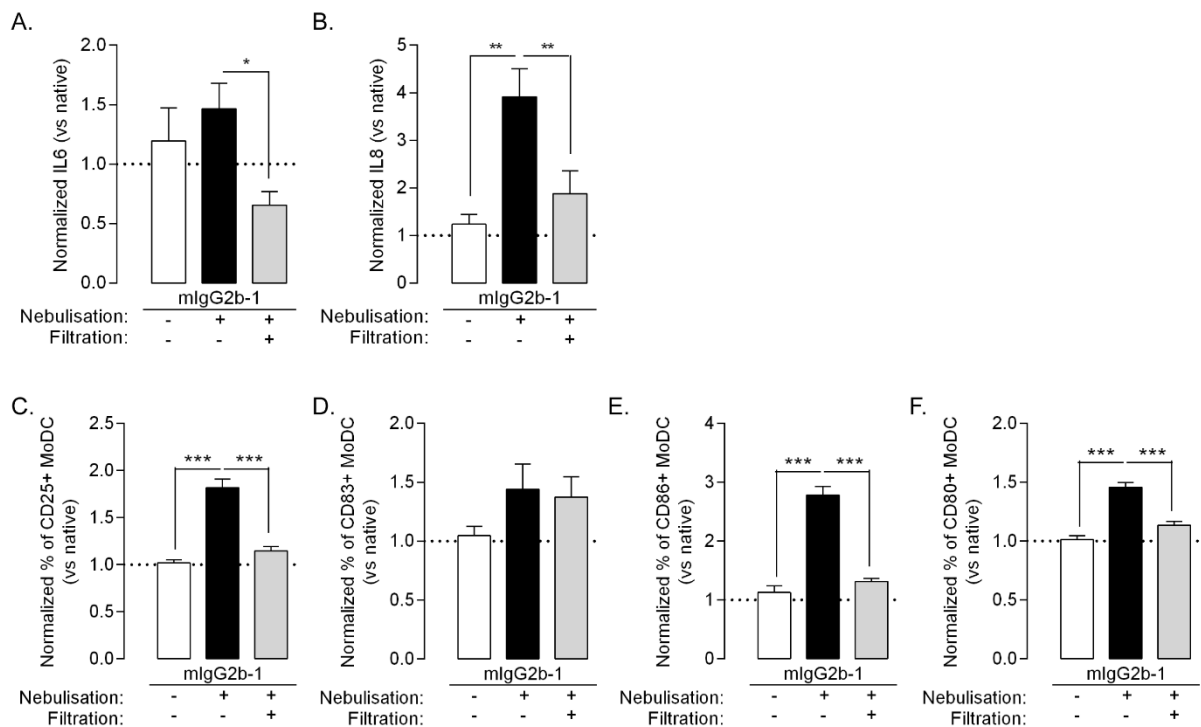 A.
Normalized IL6 (vs native)
2.0
1.5
1.0
0.5
0.0
*
mIgG2b-1
Nebulisation: - + +
Filtration: - - +
B.
Normalized IL8 (vs native)
5
4
3
2
1
0
** **
mIgG2b-1
Nebulisation: - + +
Filtration: - - +
C.
Normalized % of CD25+ MoDC
(vs native)
2.5
2.0
1.5
1.0
0.5
0.0
*** ***
mIgG2b-1
Nebulisation: - + +
Filtration: - - +
D.
Normalized % of CD83+ MoDC
(vs native)
2.0
1.5
1.0
0.5
0.0
mIgG2b-1
Nebulisation: - + +
Filtration: - - +
E.
Normalized % of CD86+ MoDC
(vs native)
4
3
2
1
0
*** ***
mIgG2b-1
Nebulisation: - + +
Filtration: - - +
F.
Normalized % of CD80+ MoDC
(vs native)
2.0
1.5
1.0
0.5
0.0
*** ***
mIgG2b-1
Nebulisation: - + +
Filtration: - - +